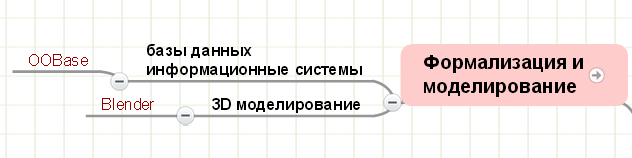 OOBase
базы данных
информационные системы
Формализация и
моделирование
Blender
3D моделирование